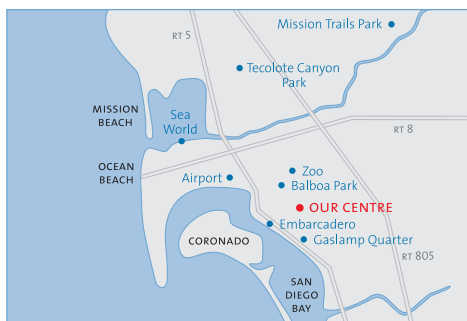 Mission Trails Park
RT 5
Tecolote Canyon
Park
MISSION
BEACH
Sea
World
RT 8
OCEAN
BEACH
Airport
Zoo
Balboa Park
OUR CENTRE
Embarcadero
Gaslamp Quarter
CORONADO
RT 805
SAN
DIEGO
BAY